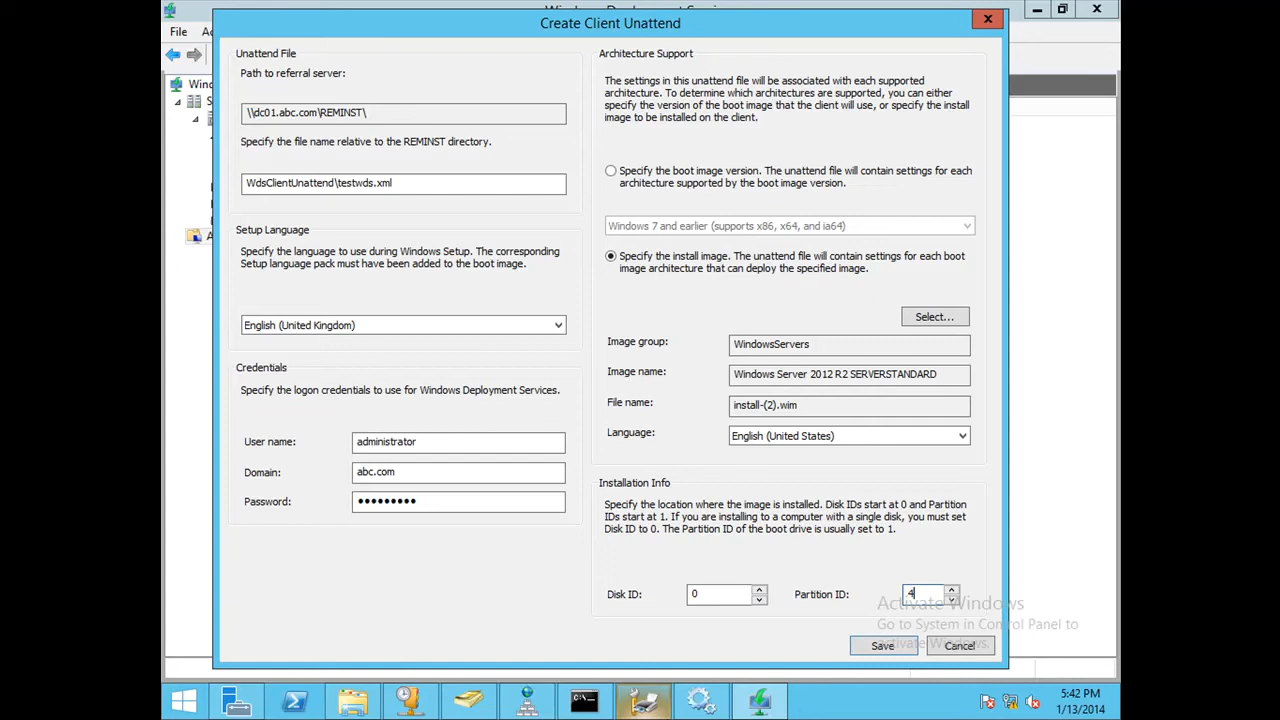 Create Client Unattend
File
Unattend File
Path to referral server:
\\dc01.abc.com\REMINST\
Specify the file name relative to the REMINST directory.
WdsClientUnattend\testwds.xml
Setup Language
Specify the language to use during Windows Setup. The corresponding
Setup language pack must have been added to the boot image.
English (United Kingdom)
Credentials
Specify the logon credentials to use for Windows Deployment Services.
User name:
administrator
Domain:
abc.com
Password:
•••••••••
Architecture Support
The settings in this unattend file will be associated with each supported
architecture. To determine which architectures are supported, you can either
specify the version of the boot image that the client will use, or specify the install
image to be installed on the client.
Specify the boot image version. The unattend file will contain settings for each
architecture supported by the boot image version.
Windows 7 and earlier (supports x86, x64, and ia64)
Specify the install image. The unattend file will contain settings for each boot
image architecture that can deploy the specified image.
Select...
Image group:
WindowsServers
Image name:
Windows Server 2012 R2 SERVERSTANDARD
File name:
install-(2).wim
Language:
English (United States)
Installation Info
Specify the location where the image is installed. Disk IDs start at 0 and Partition
IDs start at 1. If you are installing to a computer with a single disk, you must set
Disk ID to 0. The Partition ID of the boot drive is usually set to 1.
Disk ID:
0
Partition ID:
4
Activate Windows
Go to System in Control Panel to
activate Windows.
Save
Cancel
5:42 PM
1/13/2014